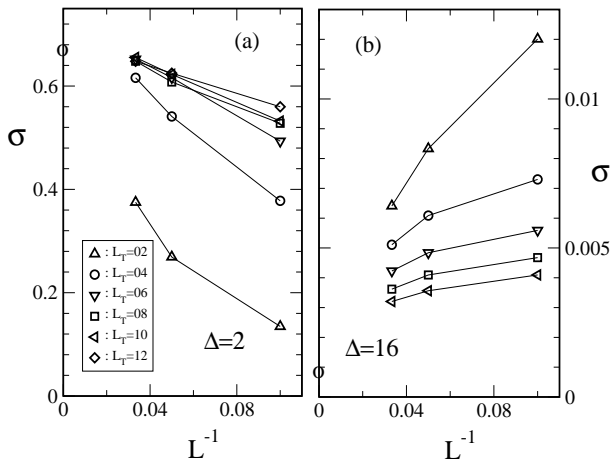 (a)
(b)
σ
0.6
0.4
0.2
0
σ
: L_T=02
: L_T=04
: L_T=06
: L_T=08
: L_T=10
: L_T=12
Δ=2
0 0.04 0.08
L^-1
0.01
0.005
0
σ
σ
Δ=16
0 0.04 0.08
L^-1